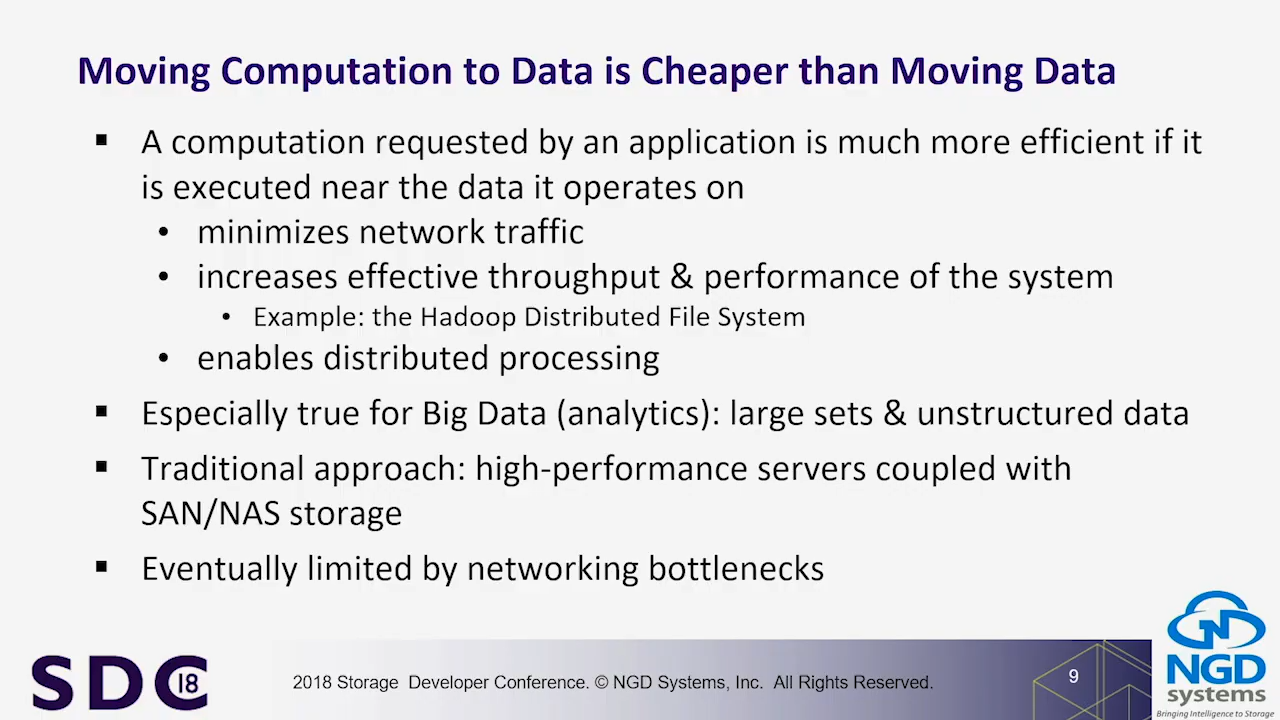 Moving Computation to Data is Cheaper than Moving Data
▪ A computation requested by an application is much more efficient if it
is executed near the data it operates on
• minimizes network traffic
• increases effective throughput & performance of the system
• Example: the Hadoop Distributed File System
• enables distributed processing
▪ Especially true for Big Data (analytics): large sets & unstructured data
▪ Traditional approach: high-performance servers coupled with
SAN/NAS storage
▪ Eventually limited by networking bottlenecks
SDC 18
2018 Storage Developer Conference. © NGD Systems, Inc. All Rights Reserved.
9
NGD
systems
Bringing Intelligence to Storage